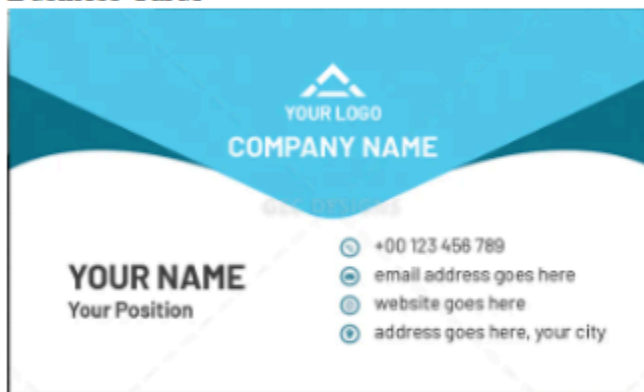 YOUR LOGO
COMPANY NAME
YOUR NAME
Your Position
+00 123 456 789
email address goes here
website goes here
address goes here, your city